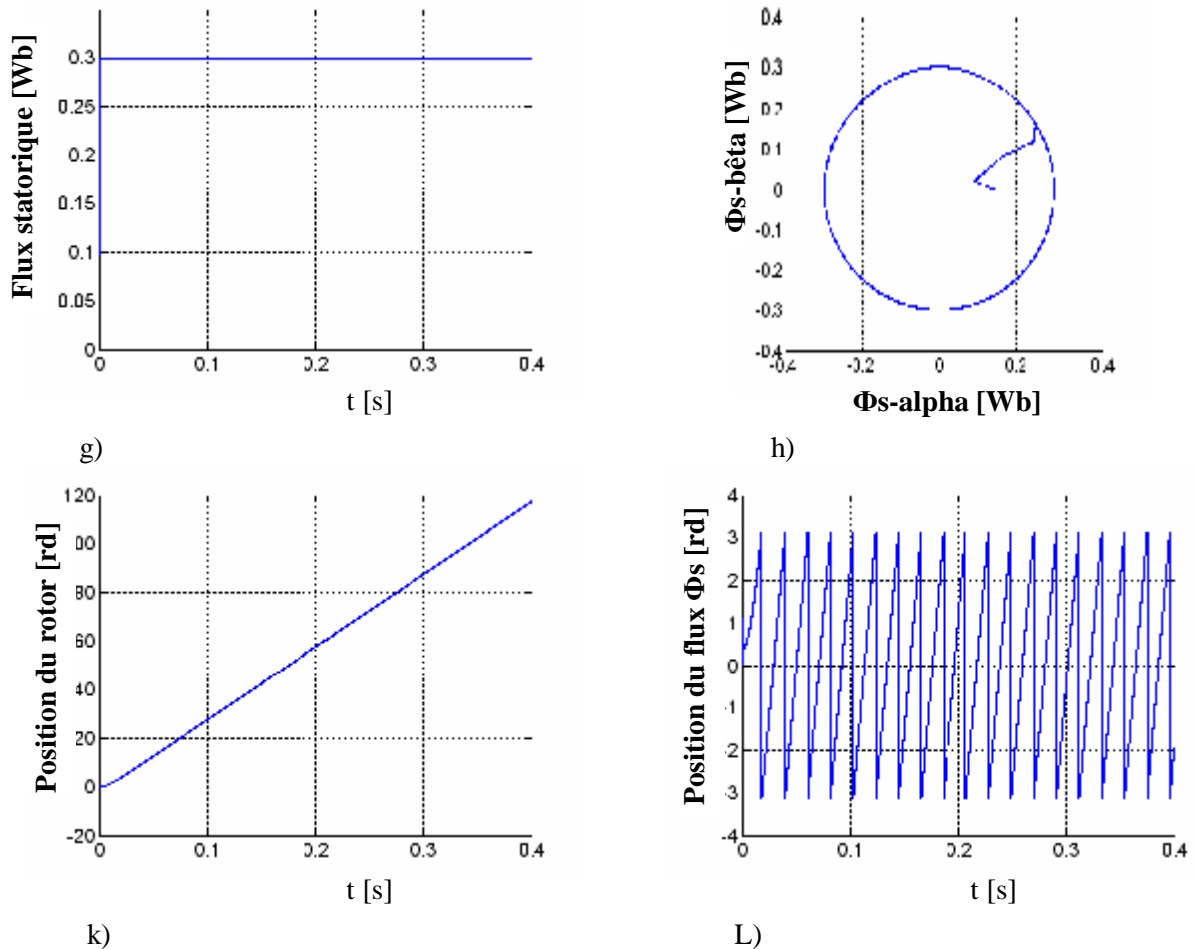 Flux statorique [Wb]
0.3
0.25
0.2
0.15
0.1
0.05
0
0 0.1 0.2 0.3 0.4
t [s]
g)
Φs-bêta [Wb]
0.4
0.3
0.2
0.1
0
-0.1
-0.2
-0.3
-0.4
-0.4 -0.2 0 0.2 0.4
Φs-alpha [Wb]
h)
Position du rotor [rd]
120
00
80
60
40
20
0
-20
0 0.1 0.2 0.3 0.4
t [s]
k)
Position du flux Φs [rd]
4
3
2
1
0
-1
-2
-3
-4
0 0.1 0.2 0.3 0.4
t [s]
L)